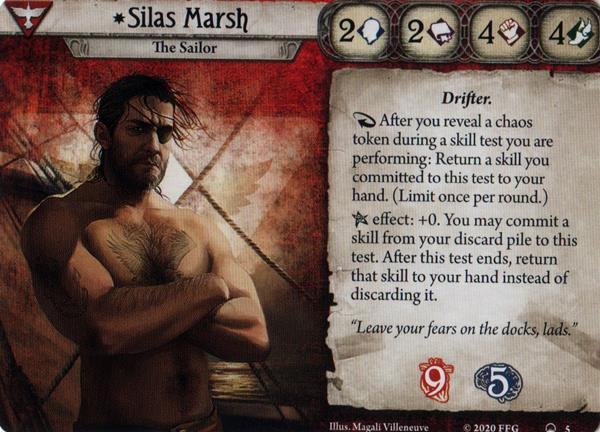 Silas Marsh
The Sailor
2 2 4 4
Drifter.
After you reveal a chaos
token during a skill test you are
performing: Return a skill you
committed to this test to your
hand. (Limit once per round.)
effect: +0. You may commit a
skill from your discard pile to this
test. After this test ends, return
that skill to your hand instead of
discarding it.
“Leave your fears on the docks, lads.”
9 5
Illus. Magali Villeneuve © 2020 FFG 5